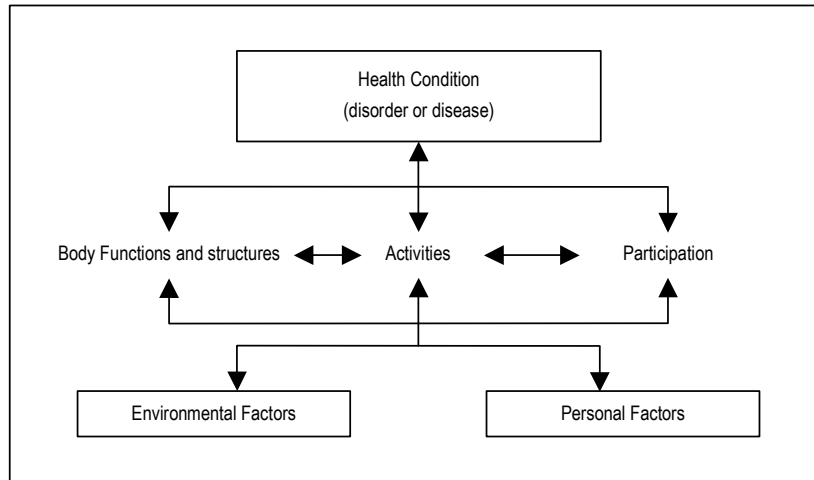 Health Condition
(disorder or disease)
Body Functions and structures
Activities
Participation
Environmental Factors
Personal Factors